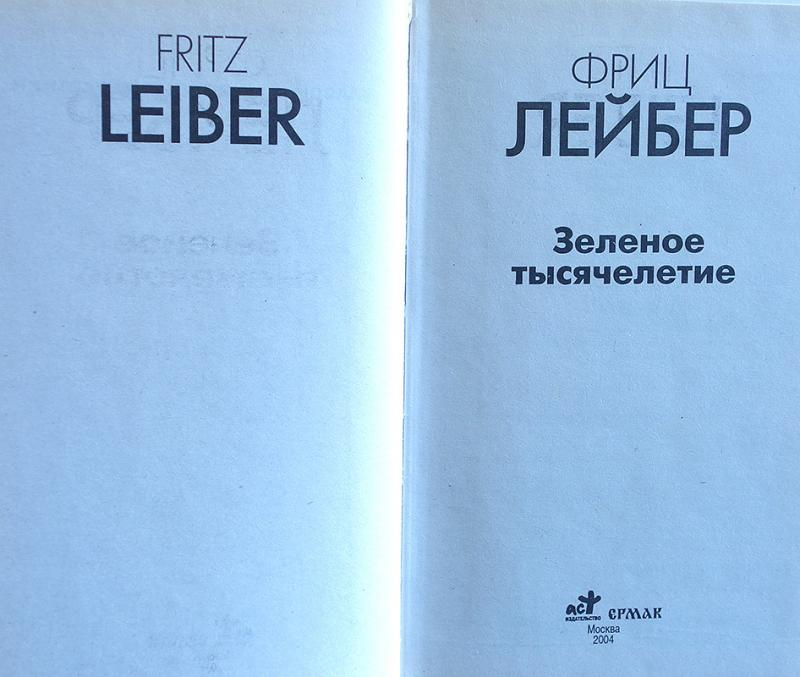 FRITZ
LEIBER
ФРИЦ
ЛЕЙБЕР
Зеленое
тысячелетие
аст ЕРМАК
ИЗДАТЕЛЬСТВО
Москва
2004